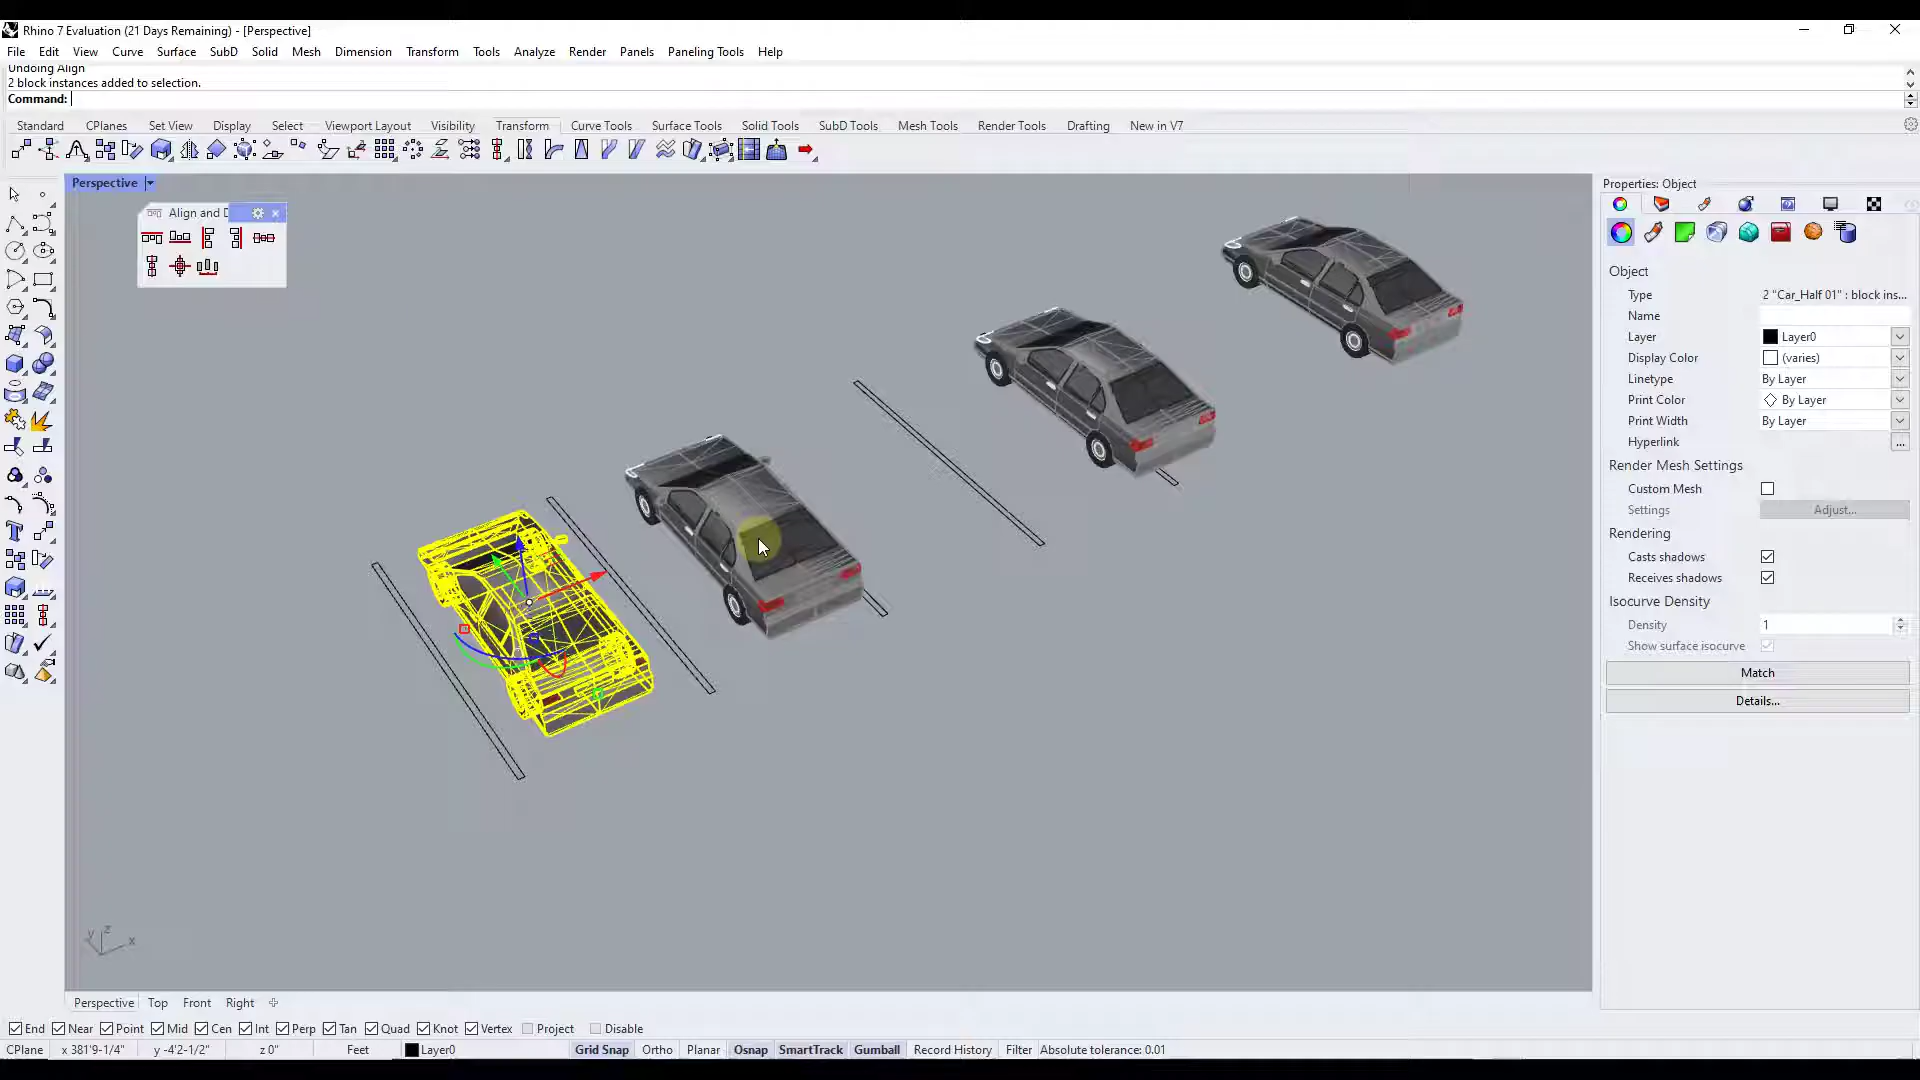 Rhino 7 Evaluation (21 Days Remaining) - [Perspective]
File Edit View Curve Surface SubD Solid Mesh Dimension Transform Tools Analyze Render Panels Paneling Tools Help
Undoing Align
2 block instances added to selection.
Command:
Standard CPlanes Set View Display Select Viewport Layout Visibility Transform Curve Tools Surface Tools Solid Tools SubD Tools Mesh Tools Render Tools Drafting New in V7
Perspective
Align and D
Properties: Object
Object
Type 2 "Car_Half 01" : block ins...
Name
Layer Layer0
Display Color (varies)
Linetype By Layer
Print Color By Layer
Print Width By Layer
Hyperlink ...
Render Mesh Settings
Custom Mesh
Settings Adjust...
Rendering
Casts shadows
Receives shadows
Isocurve Density
Density 1
Show surface isocurve
Match
Details...
z
y
x
Perspective Top Front Right
End Near Point Mid Cen Int Perp Tan Quad Knot Vertex Project Disable
CPlane x 381'9-1/4" y -4'2-1/2" z 0" Feet Layer0 Grid Snap Ortho Planar Osnap SmartTrack Gumball Record History Filter Absolute tolerance: 0.01